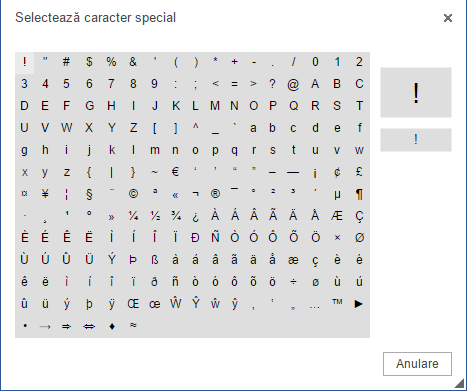 Selectează caracter special
! " # $ % & ' ( ) * + - . / 0 1 2
3 4 5 6 7 8 9 : ; < = > ? @ A B C
D E F G H I J K L M N O P Q R S T
U V W X Y Z [ ] ^ _ ` a b c d e f
g h i j k l m n o p q r s t u v w
x y z { | } ~ € ‘ ’ “ ” – — ¡ ¢ £
¤ ¥ ¦ § ¨ © ª « ¬ ® ¯ ° ² ³ ´ µ ¶
· ¸ ¹ º » ¼ ½ ¾ ¿ À Á Â Ã Ä Å Æ Ç
È É Ê Ë Ì Í Î Ï Ð Ñ Ò Ó Ô Õ Ö × Ø
Ù Ú Û Ü Ý Þ ß à á â ã ä å æ ç è é
ê ë ì í î ï ð ñ ò ó ô õ ö ÷ ø ù ú
û ü ý þ ÿ Œ œ Ŵ Ŷ ŵ ŷ ‚ ‛ „ … ™ ►
• → ⇒ ⇔ ♦ ≈
!
!
Anulare